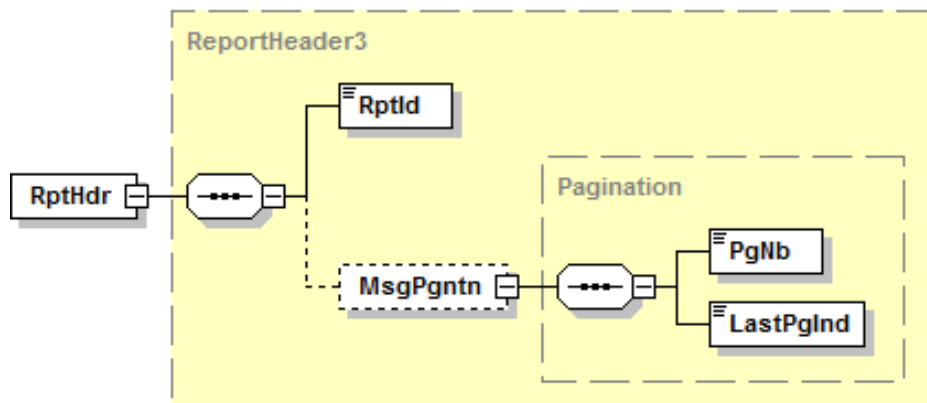 ReportHeader3
RptId
RptHdr
Pagination
PgNb
MsgPgntn
LastPgInd